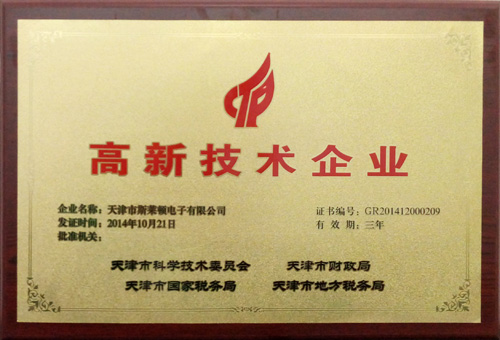 高新技术企业
企业名称：天津市斯莱顿电子有限公司 证书编号：GR201412000209
发证时间：2014年10月21日 有 效 期：三年
批准机关：
天津市科学技术委员会 天津市财政局
天津市国家税务局 天津市地方税务局